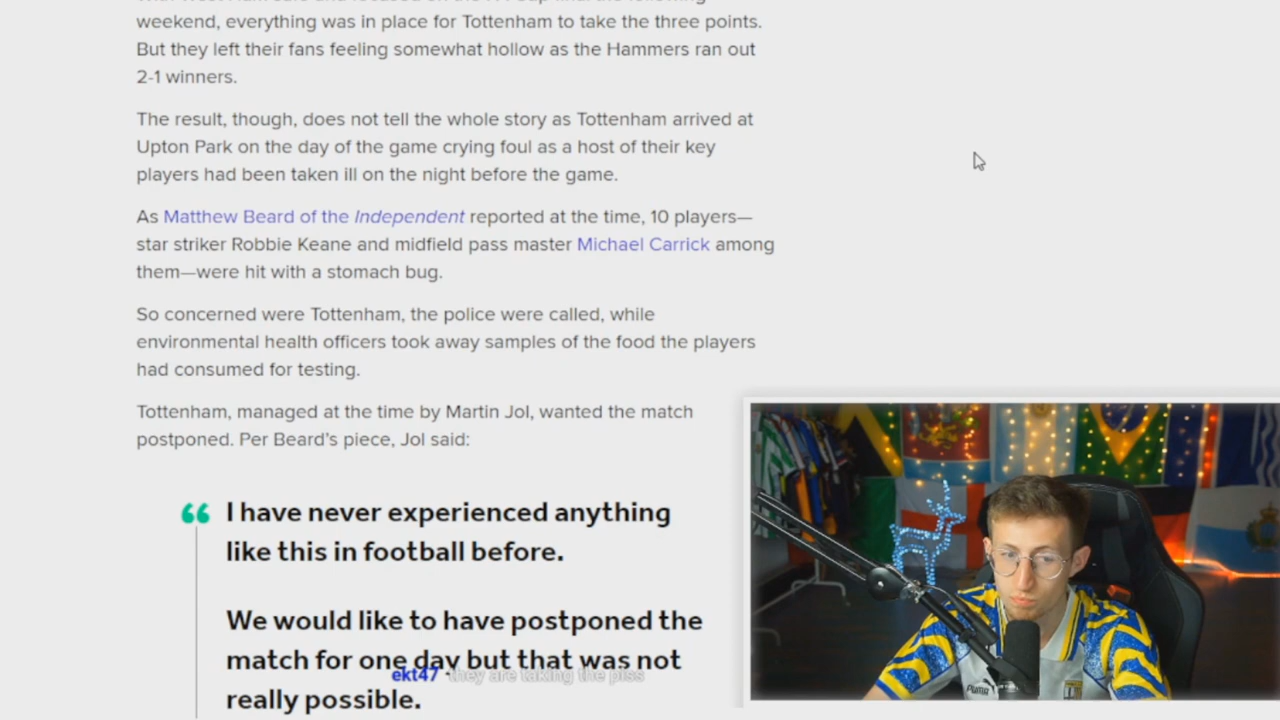 weekend, everything was in place for Tottenham to take the three points.
But they left their fans feeling somewhat hollow as the Hammers ran out
2-1 winners.
The result, though, does not tell the whole story as Tottenham arrived at
Upton Park on the day of the game crying foul as a host of their key
players had been taken ill on the night before the game.
As Matthew Beard of the Independent reported at the time, 10 players—
star striker Robbie Keane and midfield pass master Michael Carrick among
them—were hit with a stomach bug.
So concerned were Tottenham, the police were called, while
environmental health officers took away samples of the food the players
had consumed for testing.
Tottenham, managed at the time by Martin Jol, wanted the match
postponed. Per Beard’s piece, Jol said:
“ I have never experienced anything
like this in football before.
We would like to have postponed the
match for one day but that was not
ekt47 they are taking the piss
really possible.
PUMA